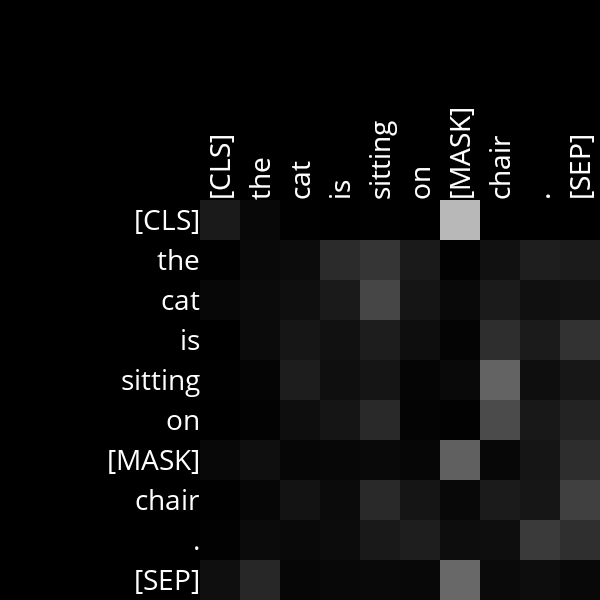 [CLS] the cat is sitting on [MASK] chair . [SEP]
[CLS]
the
cat
is
sitting
on
[MASK]
chair
.
[SEP]